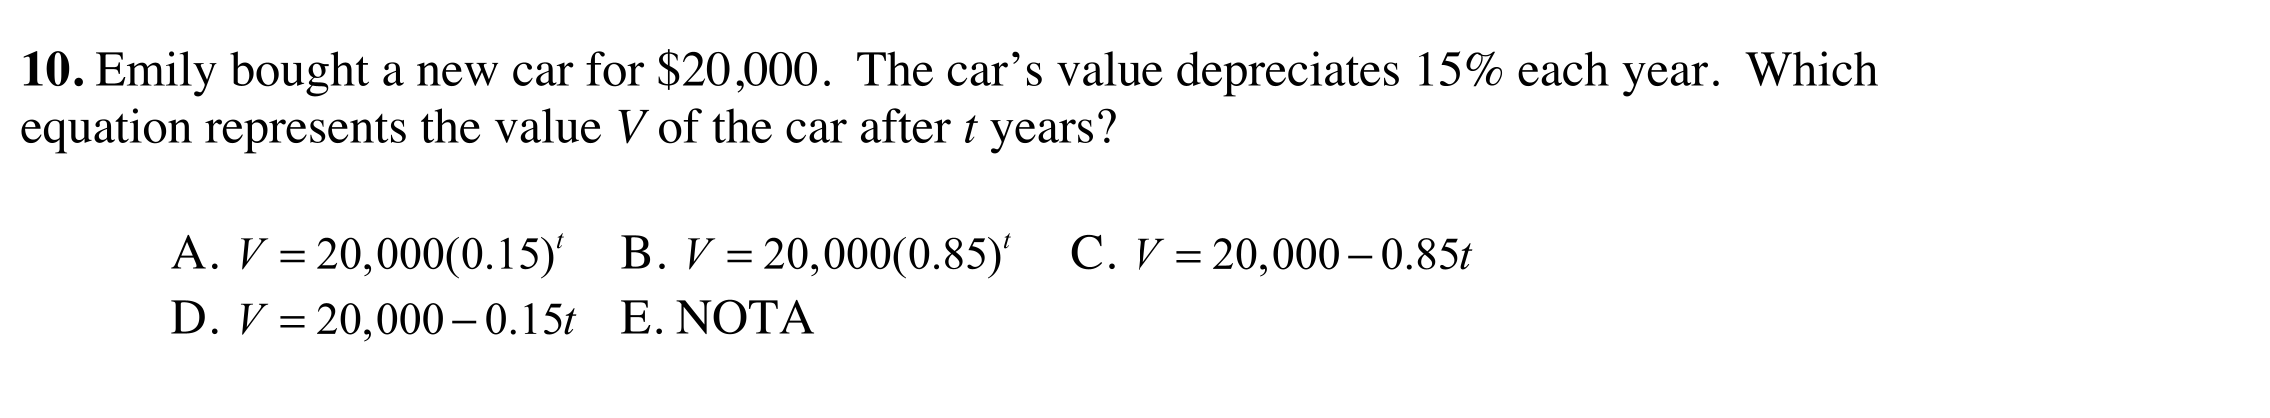 10. Emily bought a new car for $20,000.  The car's value depreciates 15% each year.  Which
equation represents the value V of the car after t years?
A. V = 20,000(0.15)^t   B. V = 20,000(0.85)^t   C. V = 20,000 – 0.85t
D. V = 20,000 – 0.15t   E. NOTA